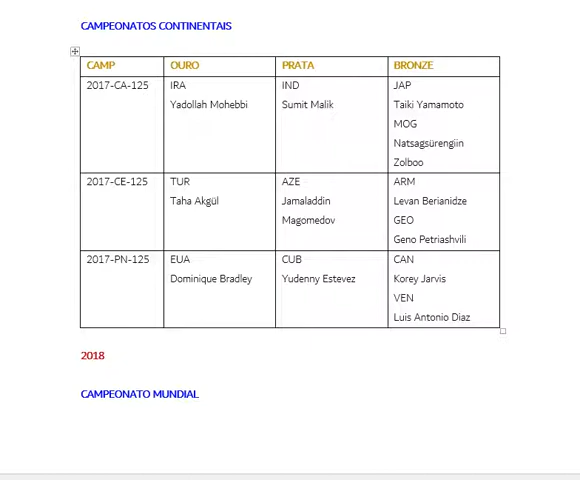 CAMPEONATOS CONTINENTAIS
CAMP OURO PRATA BRONZE
2017-CA-125 IRA IND JAP
Yadollah Mohebbi Sumit Malik Taiki Yamamoto
MOG
Natsagsürengiin
Zolboo
2017-CE-125 TUR AZE ARM
Taha Akgül Jamaladdin Levan Berianidze
Magomedov GEO
Geno Petriashvili
2017-PN-125 EUA CUB CAN
Dominique Bradley Yudenny Estevez Korey Jarvis
VEN
Luis Antonio Diaz
2018
CAMPEONATO MUNDIAL